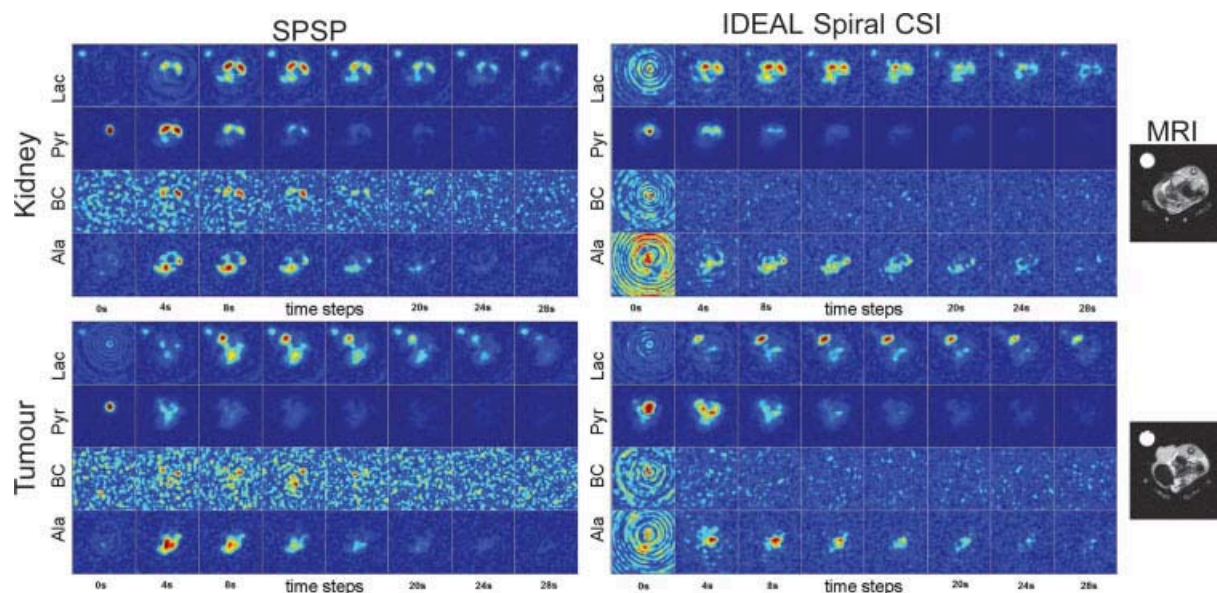 SPSP
IDEAL Spiral CSI
MRI
Kidney
Lac
Pyr
BC
Ala
0s 4s 8s time steps 20s 24s 28s
Lac
Pyr
BC
Ala
0s 4s 8s time steps 20s 24s 28s
Tumour
Lac
Pyr
BC
Ala
0s 4s 8s time steps 20s 24s 28s
Lac
Pyr
BC
Ala
0s 4s 8s time steps 20s 24s 28s